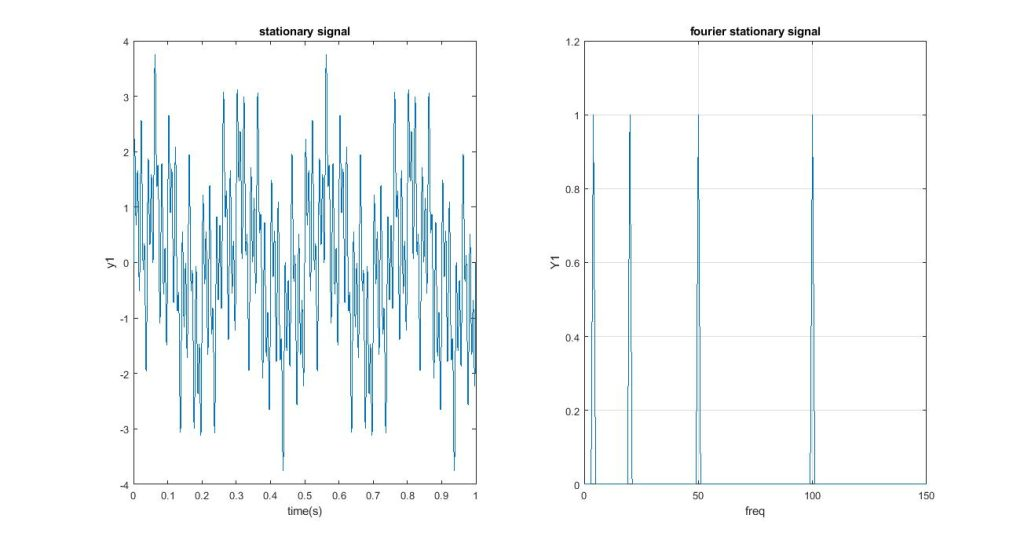 stationary signal
4
3
2
1
0
-1
-2
-3
-4
y1
0 0.1 0.2 0.3 0.4 0.5 0.6 0.7 0.8 0.9 1
time(s)
fourier stationary signal
1.2
1
0.8
0.6
0.4
0.2
0
Y1
0 50 100 150
freq